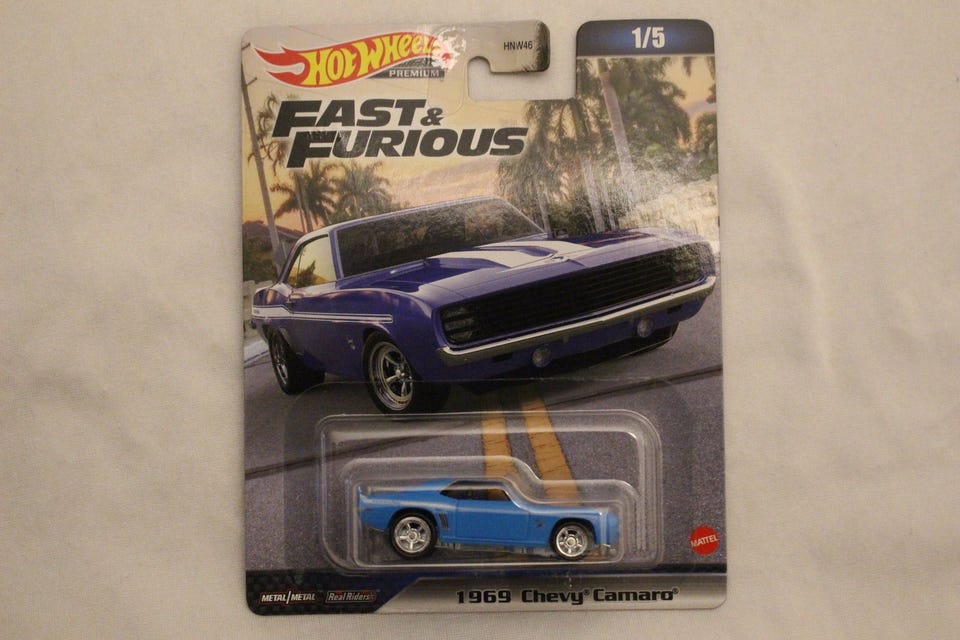 HOT WHEELS
PREMIUM
HNW46
1/5
FAST &
FURIOUS
MATTEL
METAL/METAL
Real Riders
1969 Chevy® Camaro®